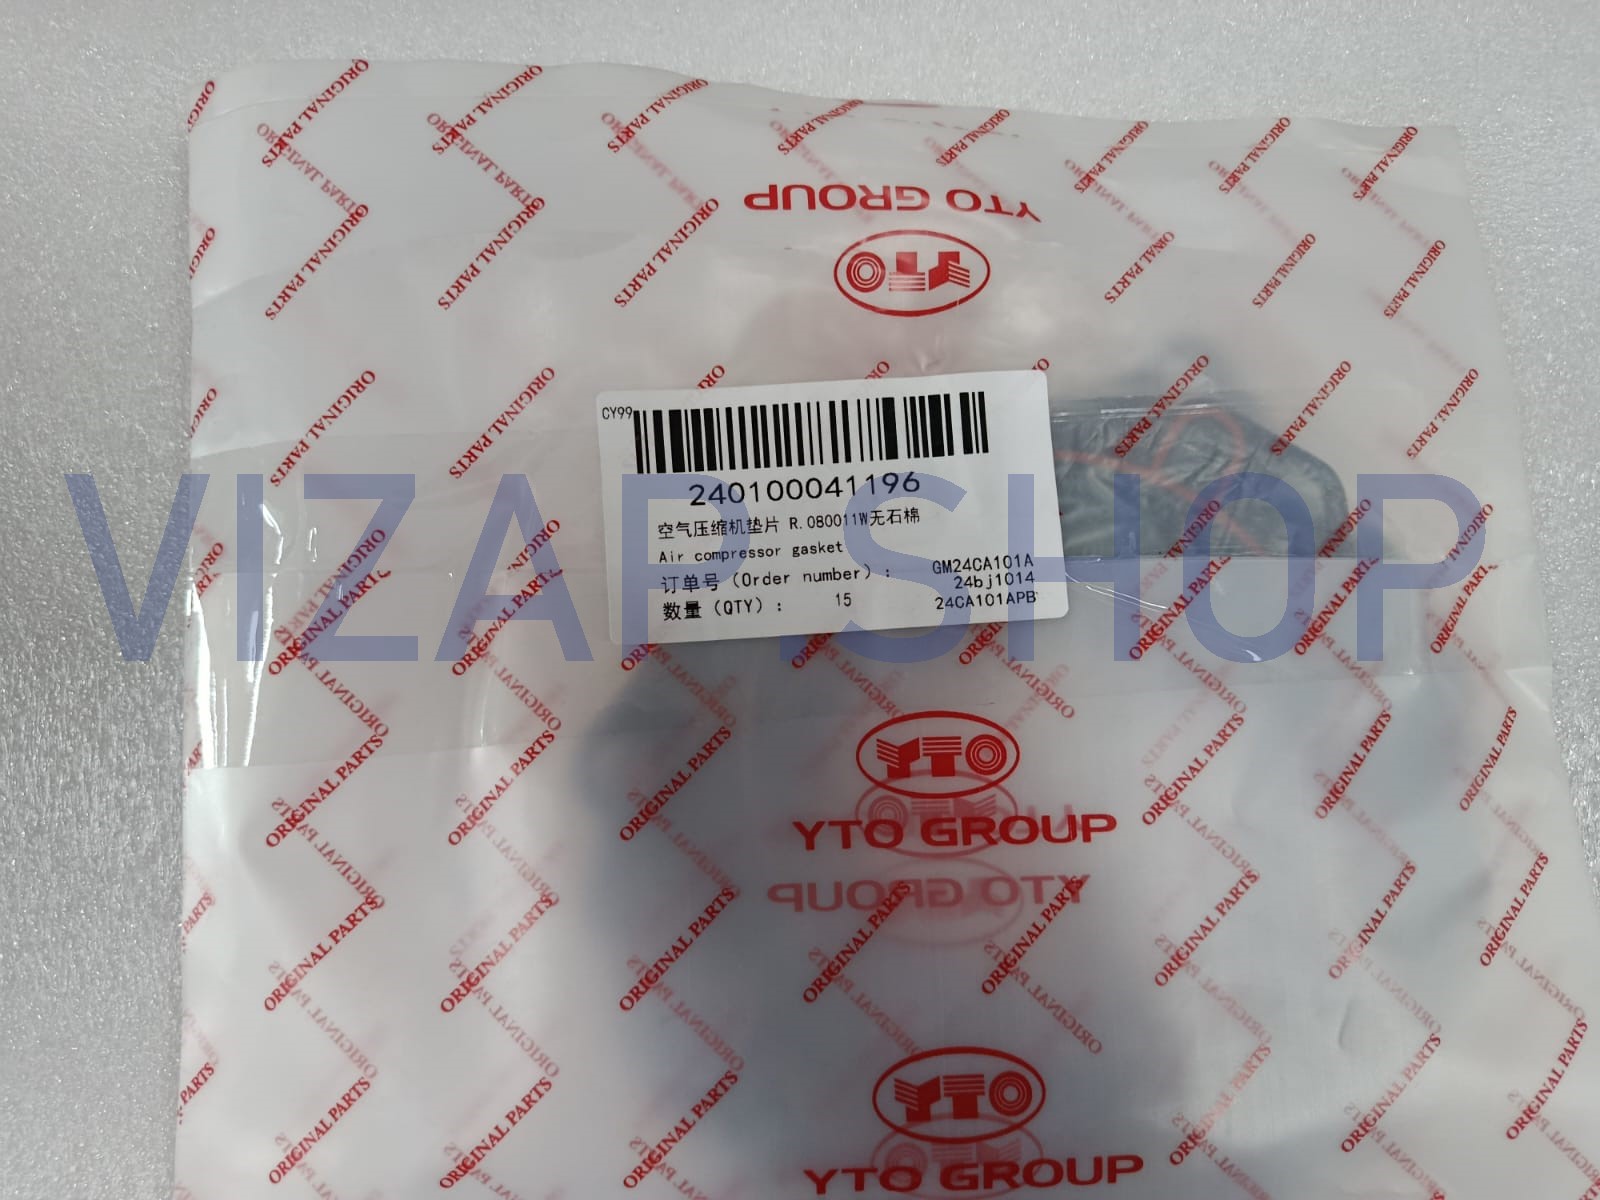 ORIGINAL PARTS
YTO GROUP
YTO
CY99
240100041196
空气压缩机垫片 R.080011W无石棉
Air compressor gasket
订单号（Order number）： GM24CA101A
24bj1014
数量（QTY）： 15 24CA101APB
VIZAP.SHOP
YTO
YTO GROUP
YTO GROUP
YTO
YTO GROUP